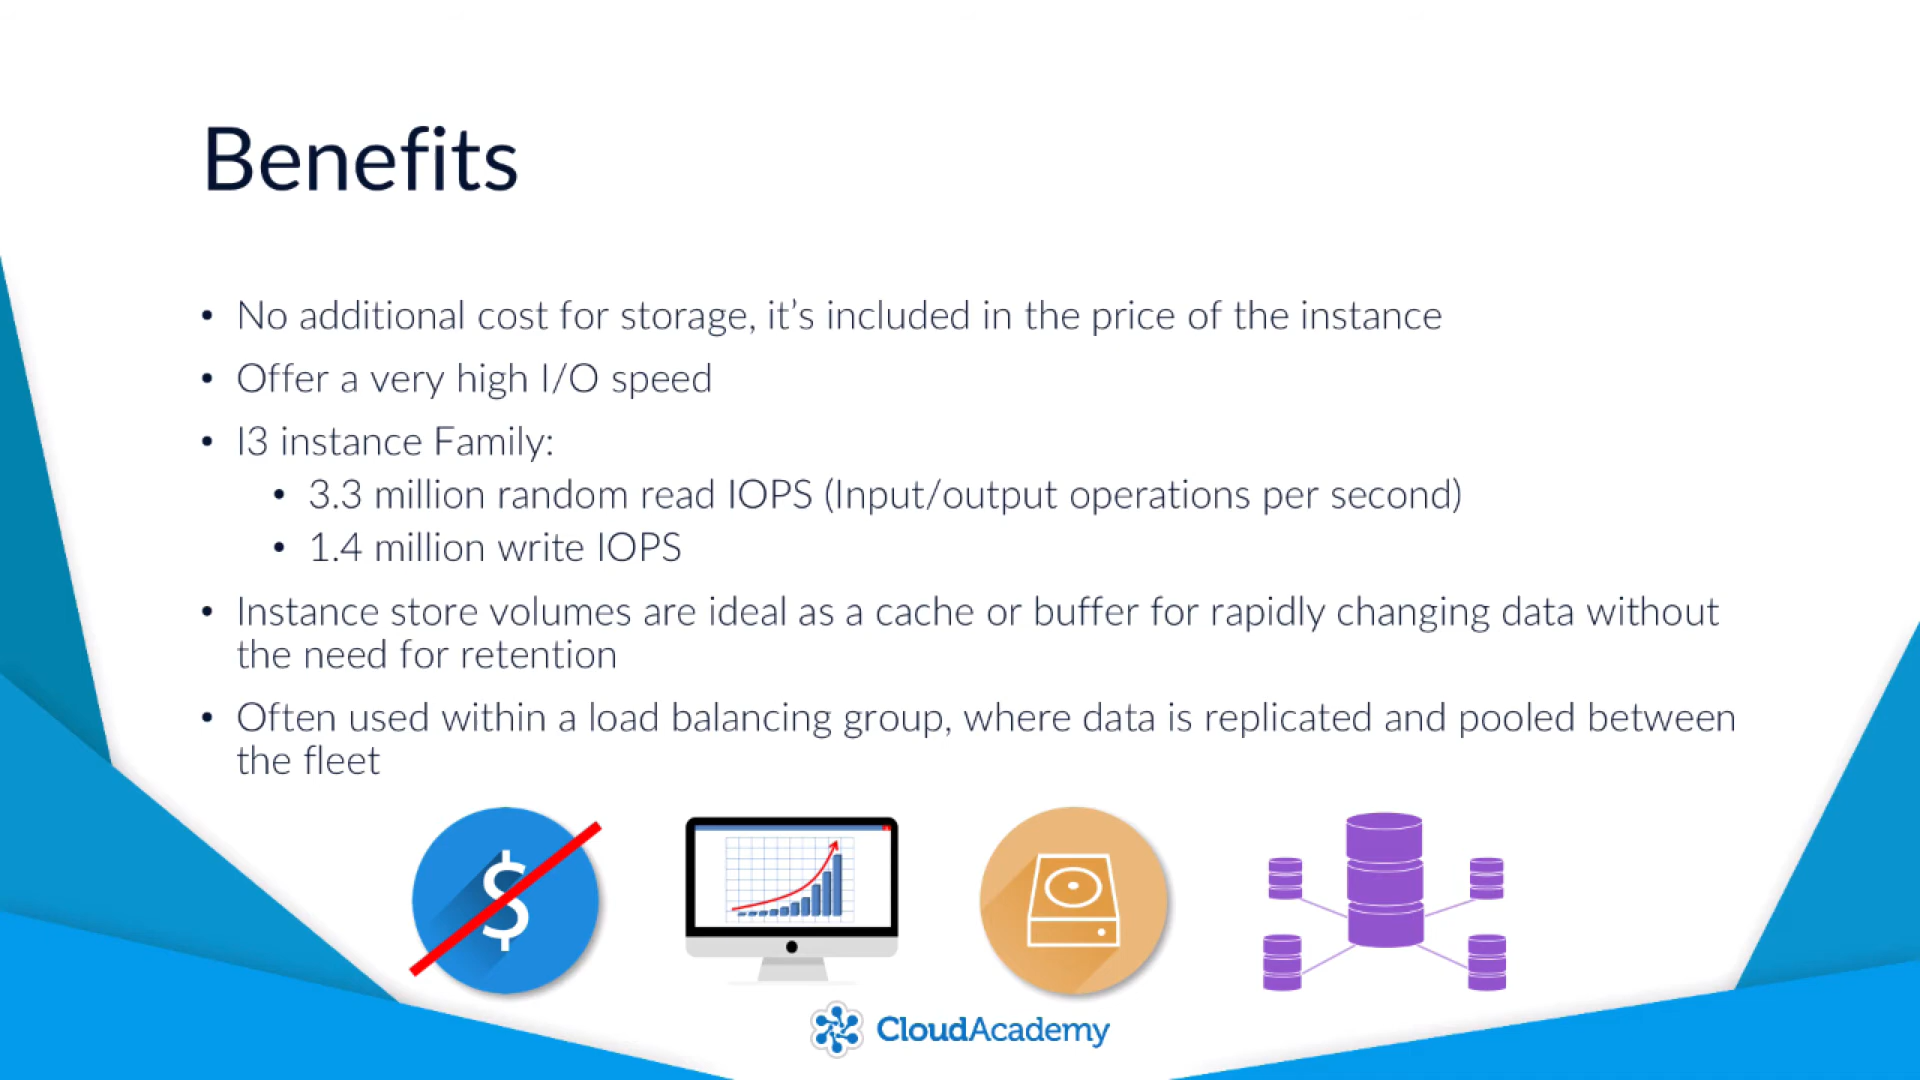 Benefits
• No additional cost for storage, it’s included in the price of the instance
• Offer a very high I/O speed
• I3 instance Family:
• 3.3 million random read IOPS (Input/output operations per second)
• 1.4 million write IOPS
• Instance store volumes are ideal as a cache or buffer for rapidly changing data without
the need for retention
• Often used within a load balancing group, where data is replicated and pooled between
the fleet
$
CloudAcademy